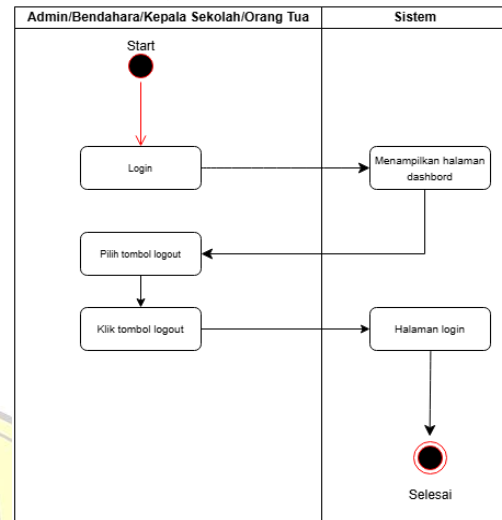 Admin/Bendahara/Kepala Sekolah/Orang Tua
Sistem
Start
Login
Menampilkan halaman
dashbord
Pilih tombol logout
Klik tombol logout
Halaman login
Selesai